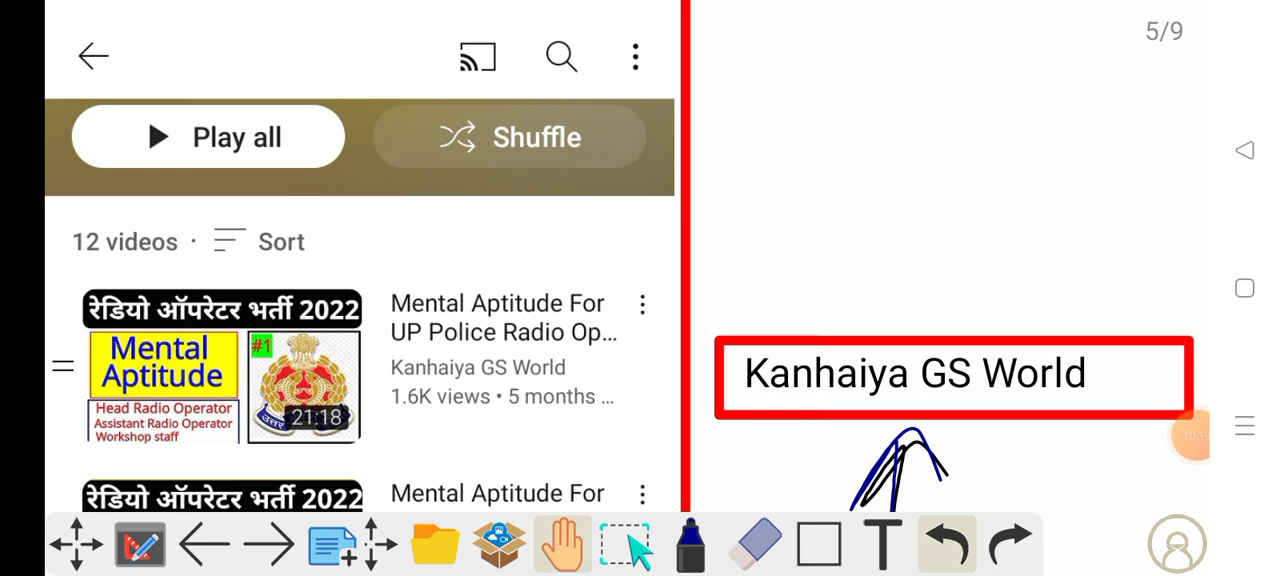 5/9
Play all
Shuffle
12 videos · Sort
रेडियो ऑपरेटर भर्ती 2022
Mental
Aptitude
#1
Head Radio Operator
Assistant Radio Operator
Workshop staff
21:18
Mental Aptitude For
UP Police Radio Op...
Kanhaiya GS World
1.6K views • 5 months ...
रेडियो ऑपरेटर भर्ती 2022
Mental Aptitude For
Kanhaiya GS World
T